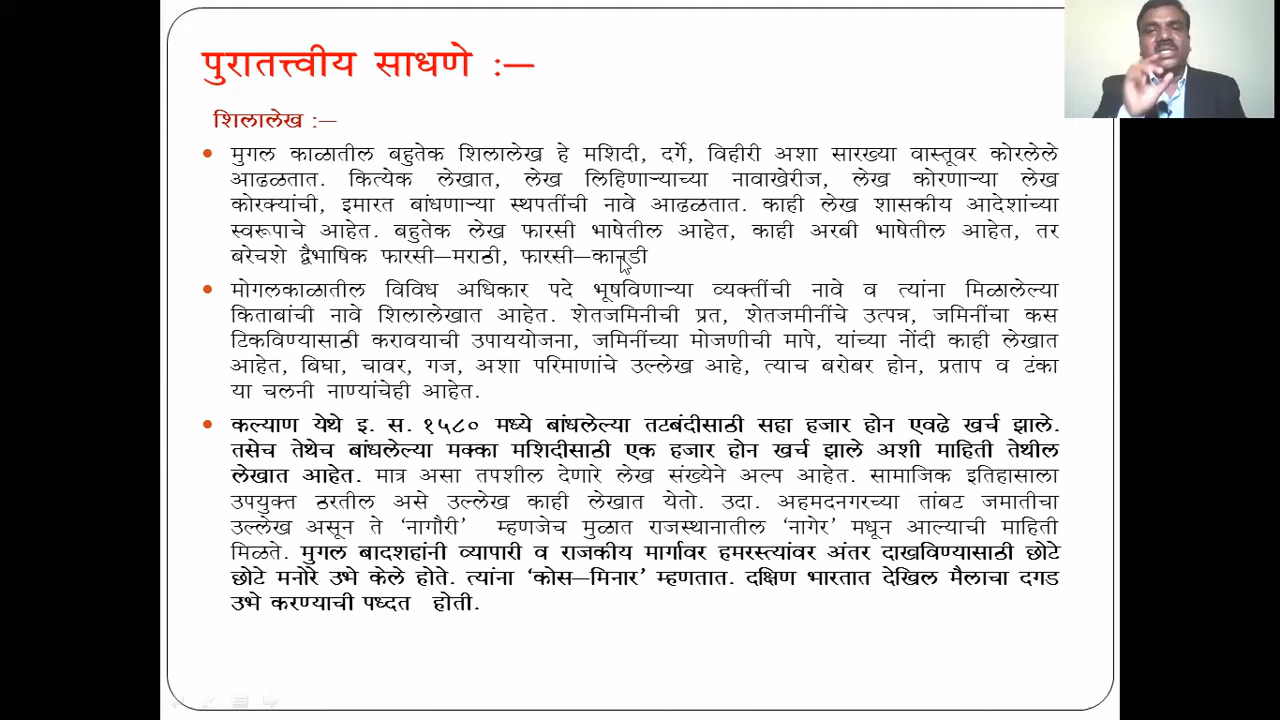 पुरातत्त्वीय साधणे :–
शिलालेख :–
मुगल काळातील बहुतेक शिलालेख हे मशिदी, दर्गे, विहीरी अशा सारख्या वास्तूवर कोरलेले
आढळतात. कित्येक लेखात, लेख लिहिणाऱ्याच्या नावाखेरीज, लेख कोरणाऱ्या लेख
कोरक्यांची, इमारत बांधणाऱ्या स्थपतींची नावे आढळतात. काही लेख शासकीय आदेशांच्या
स्वरूपाचे आहेत. बहुतेक लेख फारसी भाषेतील आहेत, काही अरबी भाषेतील आहेत, तर
बरेचशे द्वैभाषिक फारसी–मराठी, फारसी–कानडी
मोगलकाळातील विविध अधिकार पदे भूषविणाऱ्या व्यक्तींची नावे व त्यांना मिळालेल्या
किताबांची नावे शिलालेखात आहेत. शेतजमिनीची प्रत, शेतजमीनींचे उत्पन्न, जमिनींचा कस
टिकविण्यासाठी करावयाची उपाययोजना, जमिनींच्या मोजणीची मापे, यांच्या नोंदी काही लेखात
आहेत, बिघा, चावर, गज, अशा परिमाणांचे उल्लेख आहे, त्याच बरोबर होन, प्रताप व टंका
या चलनी नाण्यांचेही आहेत.
कल्याण येथे इ. स. १५८० मध्ये बांधलेल्या तटबंदीसाठी सहा हजार होन एवढे खर्च झाले.
तसेच तेथेच बांधलेल्या मक्का मशिदीसाठी एक हजार होन खर्च झाले अशी माहिती तेथील
लेखात आहेत. मात्र असा तपशील देणारे लेख संख्येने अल्प आहेत. सामाजिक इतिहासाला
उपयुक्त ठरतील असे उल्लेख काही लेखात येतो. उदा. अहमदनगरच्या तांबट जमातीचा
उल्लेख असून ते ‘नागौरी’ म्हणजेच मुळात राजस्थानातील ‘नागेर’ मधून आल्याची माहिती
मिळते. मुगल बादशहांनी व्यापारी व राजकीय मार्गावर हमरस्त्यांवर अंतर दाखविण्यासाठी छोटे
छोटे मनोरे उभे केले होते. त्यांना ‘कोस–मिनार’ म्हणतात. दक्षिण भारतात देखिल मैलाचा दगड
उभे करण्याची पध्दत होती.